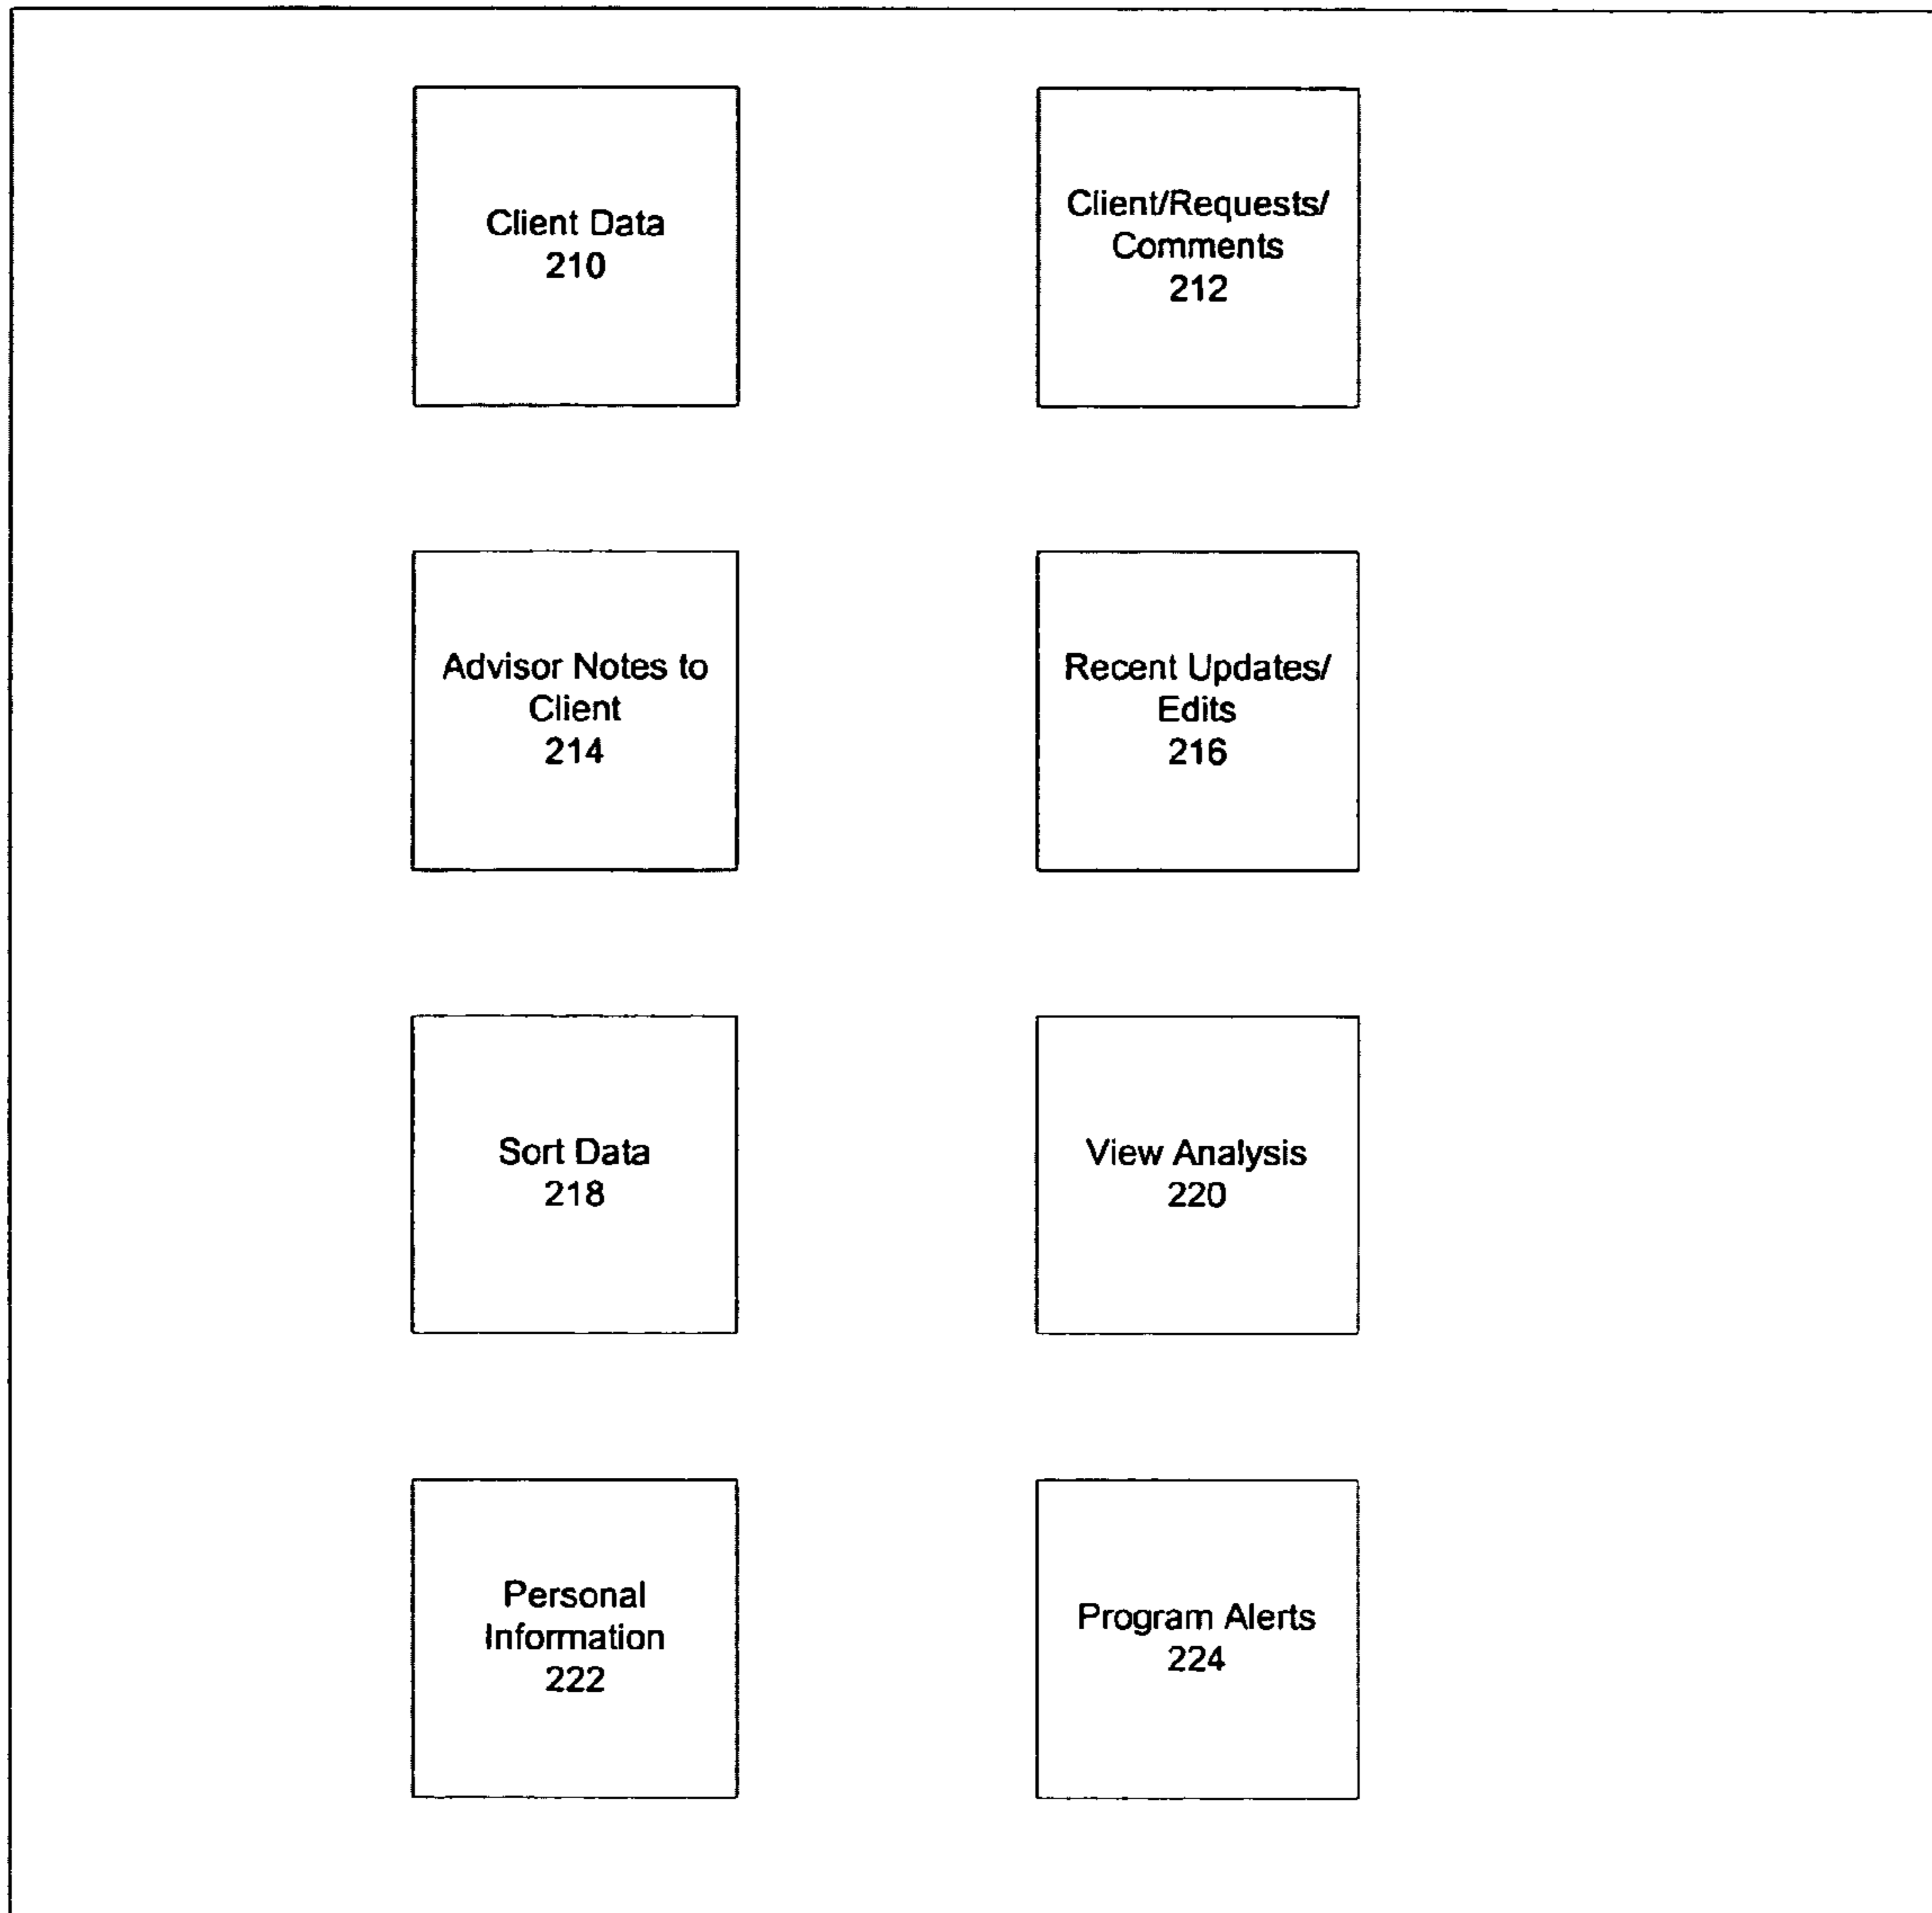 Client Data
210
Client/Requests/
Comments
212
Advisor Notes to
Client
214
Recent Updates/
Edits
216
Sort Data
218
View Analysis
220
Personal
Information
222
Program Alerts
224